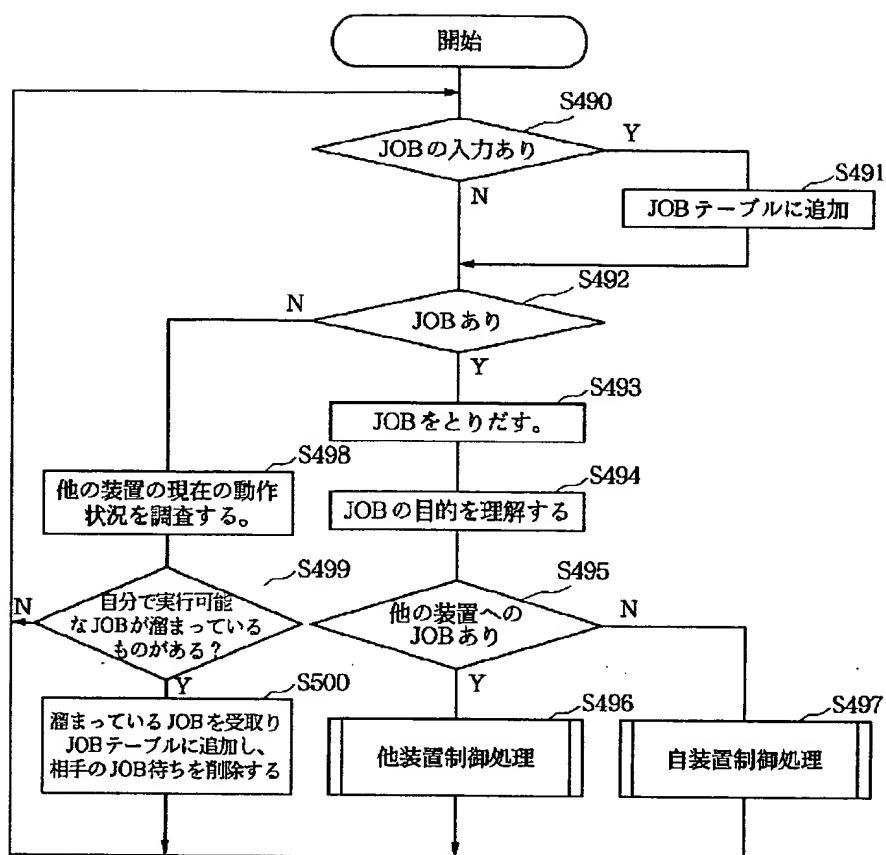 開始
S490
JOBの入力あり
Y
N
S491
JOBテーブルに追加
S492
JOBあり
N
Y
S493
JOBをとりだす。
S498
他の装置の現在の動作
状況を調査する。
S494
JOBの目的を理解する
S499
自分で実行可能
なJOBが溜まっている
ものがある?
N
Y
S495
他の装置への
JOBあり
N
Y
S500
溜まっているJOBを受取り
JOBテーブルに追加し、
相手のJOB待ちを削除する
S496
他装置制御処理
S497
自装置制御処理